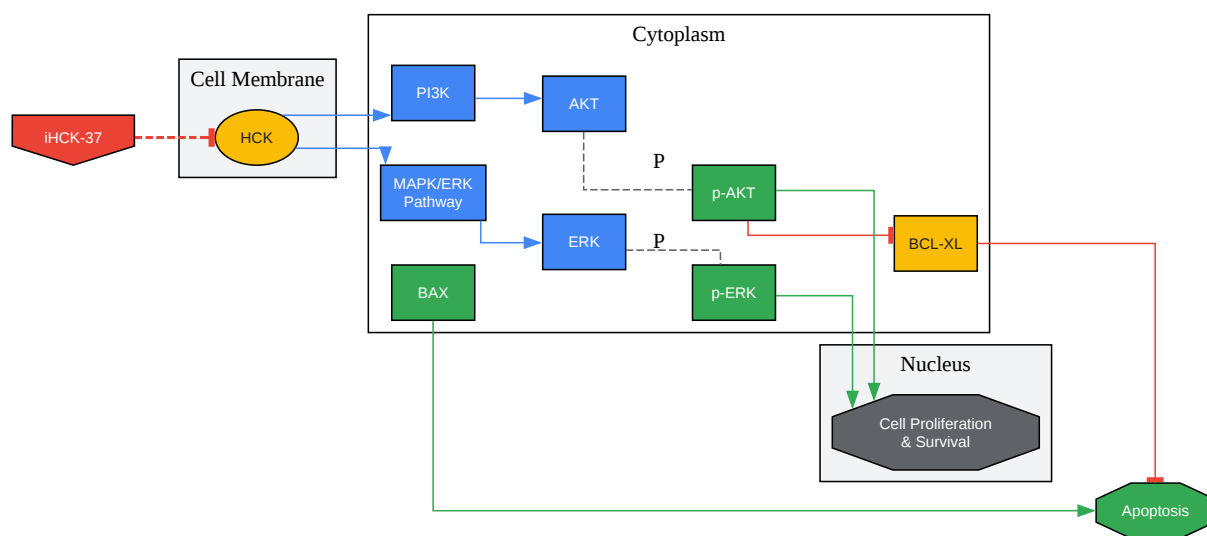 Cytoplasm
Cell Membrane
PI3K
AKT
iHCK-37
HCK
P
MAPK/ERK
Pathway
p-AKT
ERK
P
BCL-XL
BAX
p-ERK
Nucleus
Cell Proliferation
& Survival
Apoptosis